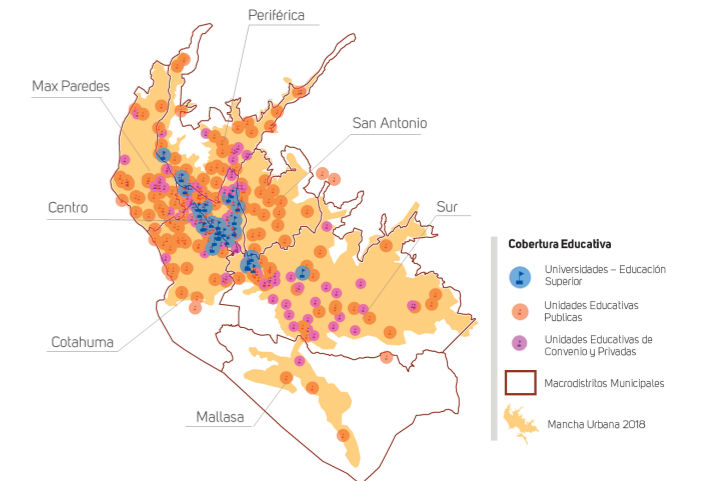 Periférica
Max Paredes
San Antonio
Centro
Sur
Cotahuma
Mallasa
Cobertura Educativa
Universidades – Educación
Superior
Unidades Educativas
Publicas
Unidades Educativas de
Convenio y Privadas
Macrodistritos Municipales
Mancha Urbana 2018